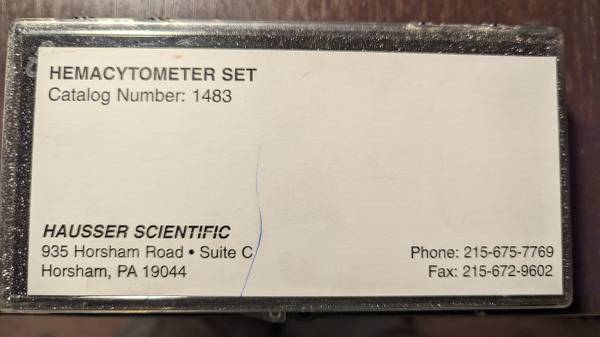 HEMACYTOMETER SET
Catalog Number: 1483
HAUSSER SCIENTIFIC
935 Horsham Road • Suite C
Horsham, PA 19044
Phone: 215-675-7769
Fax: 215-672-9602